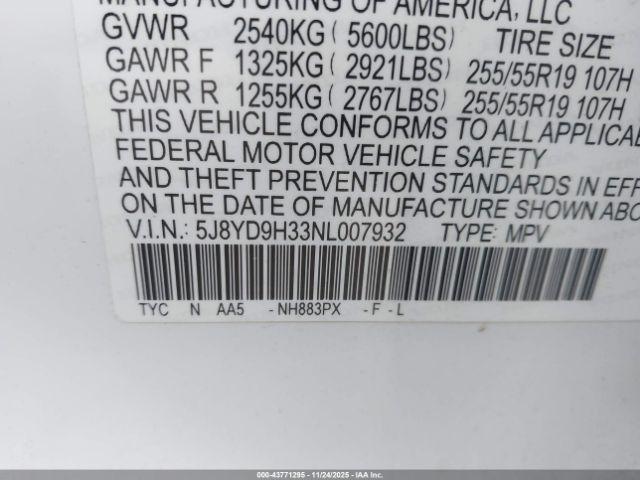 MANUFACTURING OF AMERICA, LLC
GVWR 2540KG ( 5600LBS) TIRE SIZE
GAWR F 1325KG ( 2921LBS) 255/55R19 107H
GAWR R 1255KG ( 2767LBS) 255/55R19 107H
THIS VEHICLE CONFORMS TO ALL APPLICAB
FEDERAL MOTOR VEHICLE SAFETY
AND THEFT PREVENTION STANDARDS IN EFF
ON THE DATE OF MANUFACTURE SHOWN ABO
V.I.N.: 5J8YD9H33NL007932 TYPE: MPV
TYC N AA5 -NH883PX -F-L
000-43771295 - 11/24/2025 - IAA Inc.